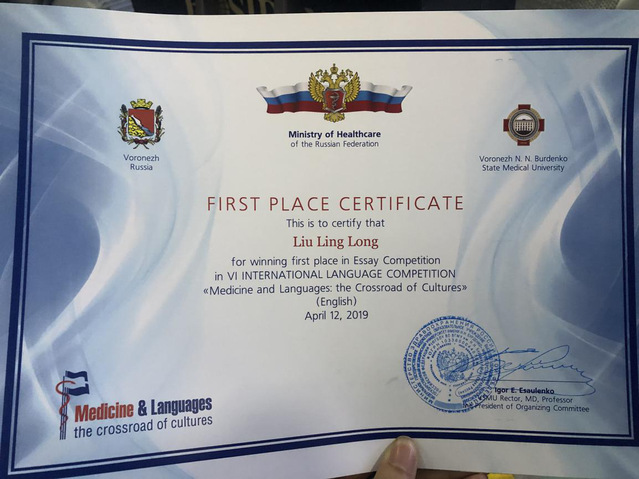 Ministry of Healthcare
of the Russian Federation
Voronezh
Russia
Voronezh N. N. Burdenko
State Medical University
FIRST PLACE CERTIFICATE
This is to certify that
Liu Ling Long
for winning first place in Essay Competition
in VI INTERNATIONAL LANGUAGE COMPETITION
«Medicine and Languages: the Crossroad of Cultures»
(English)
April 12, 2019
Igor E. Esaulenko
Rector, MD, Professor
President of Organizing Committee
Medicine & Languages
the crossroad of cultures